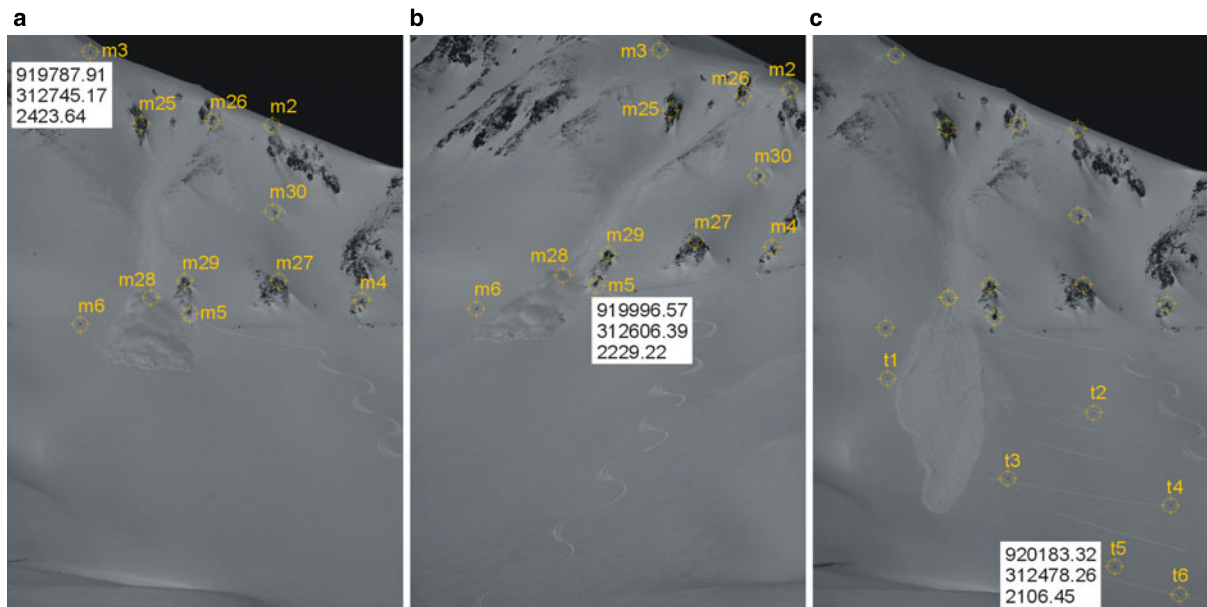 a
m3
919787.91
312745.17
2423.64
m25
m26
m2
m30
m29
m27
m28
m4
m6
m5
b
m3
m26
m2
m25
m30
m27
m4
m29
m28
m6
m5
919996.57
312606.39
2229.22
c
t1
t2
t3
t4
920183.32
312478.26
2106.45
t5
t6